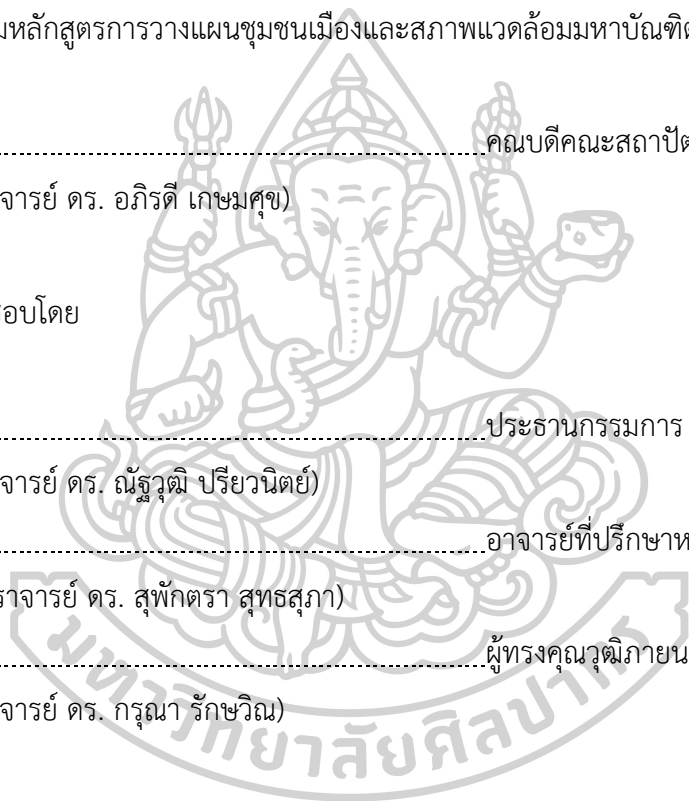 มหลักสูตรการวางแผนชุมชนเมืองและสภาพแวดล้อมมหาบัณฑิต
คณบดีคณะสถาปัต
จารย์ ดร. อภิรดี เกษมศุข)
สอบโดย
ประธานกรรมการ
จารย์ ดร. ณัฐวุฒิ ปรียวนิตย์)
อาจารย์ที่ปรึกษาห
ราจารย์ ดร. สุพักตรา สุทธสุภา)
ผู้ทรงคุณวุฒิภายน
จารย์ ดร. กรุณา รักษวิณ)
มหาวิทยาลัยศิลปากร